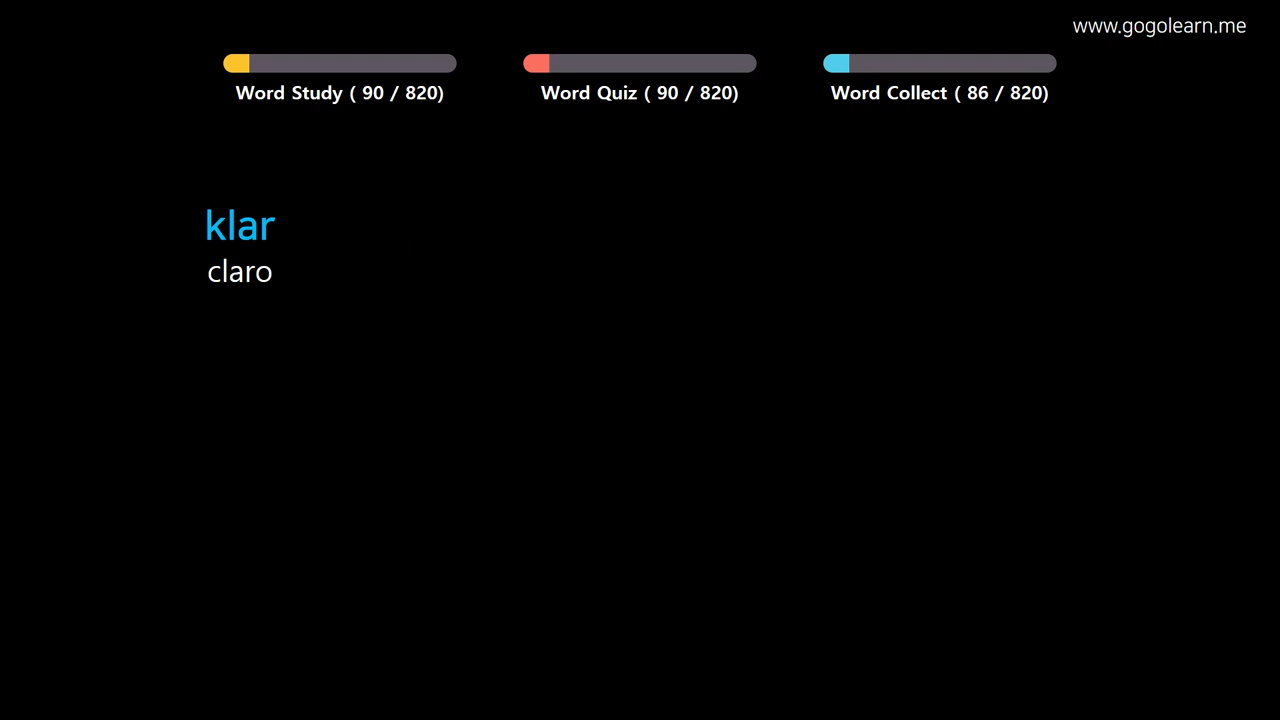 www.gogolearn.me
Word Study ( 90 / 820)
Word Quiz ( 90 / 820)
Word Collect ( 86 / 820)
klar
claro